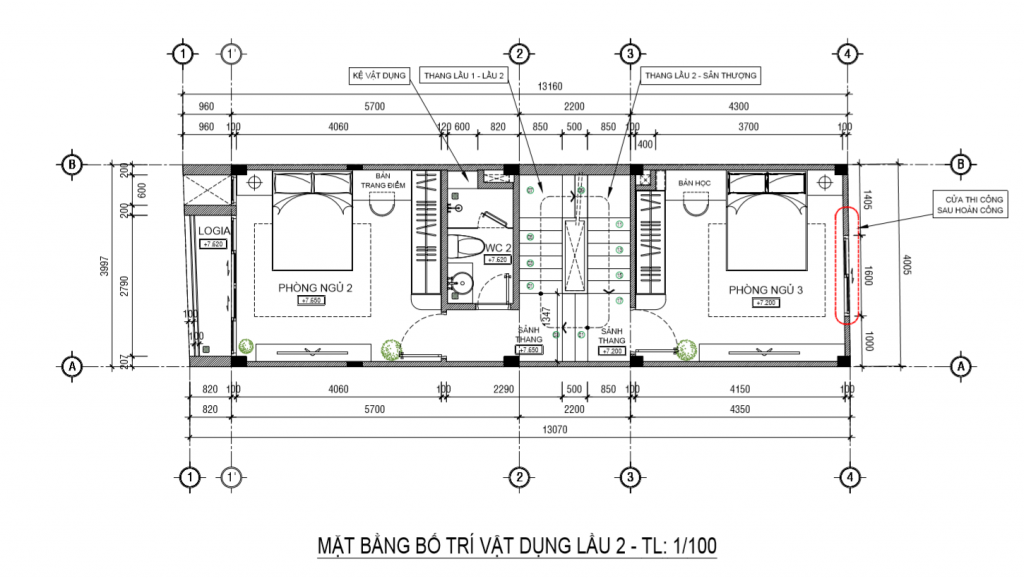 1
1'
2
3
4
KỆ VẬT DỤNG
THANG LẦU 1 - LẦU 2
THANG LẦU 2 - SÂN THƯỢNG
13160
960
5700
2200
4300
960
100
4060
120
600
820
850
500
850
100
3700
100
400
B
B
200
600
200
3997
2790
207
BÀN
TRANG ĐIỂM
BÀN HỌC
1405
CỬA THI CÔNG
SAU HOÀN CÔNG
4005
1600
1000
LOGIA
+7.620
WC 2
+7.620
PHÒNG NGỦ 2
+7.650
PHÒNG NGỦ 3
+7.200
1347
SẢNH
THANG
+7.650
SẢNH
THANG
+7.200
100
100
A
A
820
100
4060
100
2290
500
850
100
4150
100
820
5700
2200
4350
13070
1
1'
2
3
4
MẶT BẰNG BỐ TRÍ VẬT DỤNG LẦU 2 - TL: 1/100